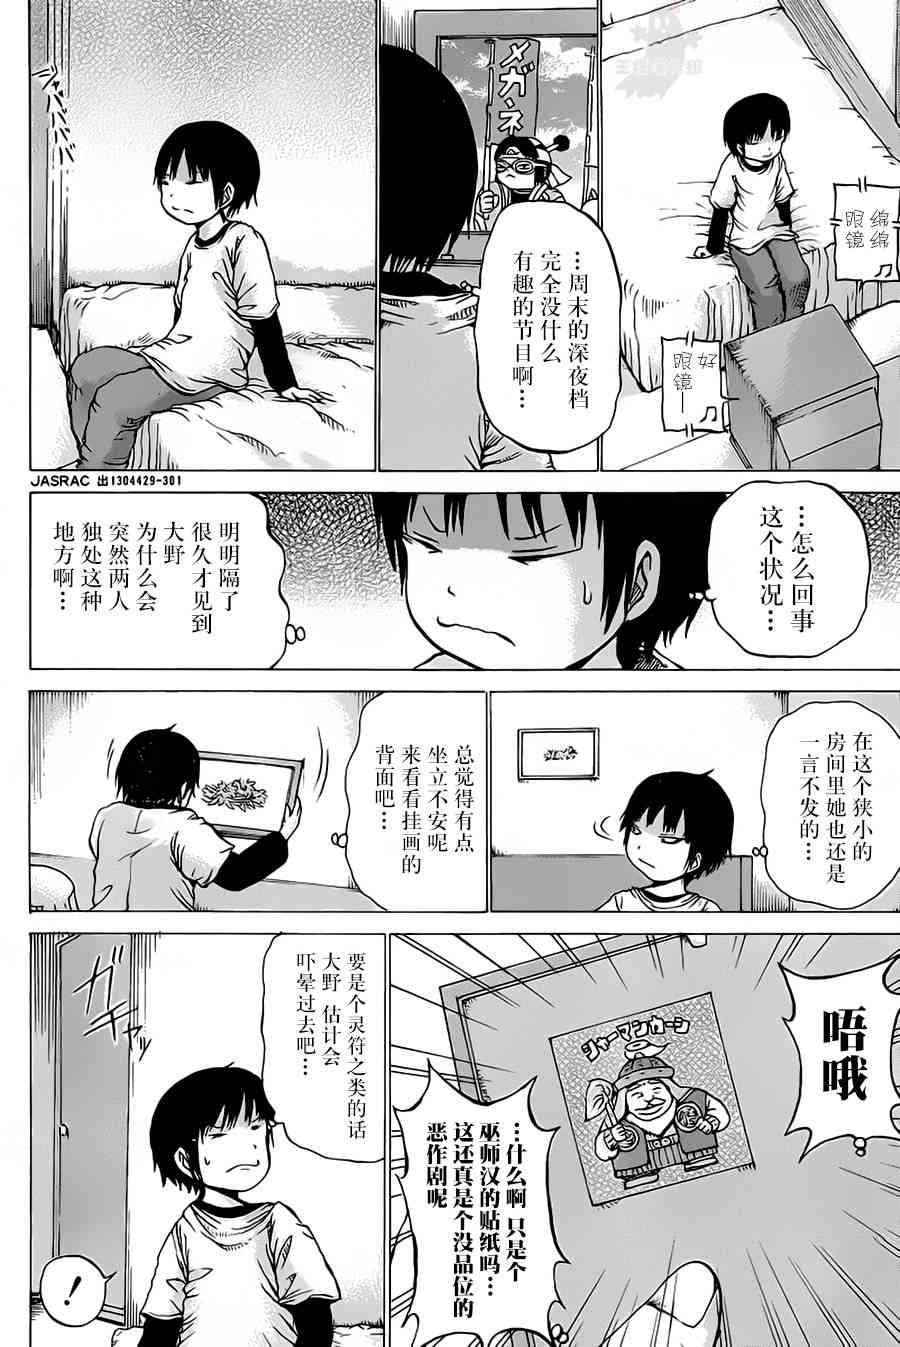 绵绵
眼镜
好
眼镜—
メガネ
…周末的深夜档
完全没什么
有趣的节目啊…
JASRAC 出1304429-301
…怎么回事
这个状况…
明明隔了
很久才见到
大野
为什么会
突然两人
独处这种
地方啊…
在这个狭小的
房间里她也还是
一言不发的…
总觉得有点
坐立不安呢
来看看挂画的
背面吧…
唔哦
シャーマンカーン
…什么啊 只是个
巫师汉的贴纸吗…
这还真是个没品位的
恶作剧呢
要是个灵符之类的话
大野 估计会
吓晕过去吧…
ガチャ
！